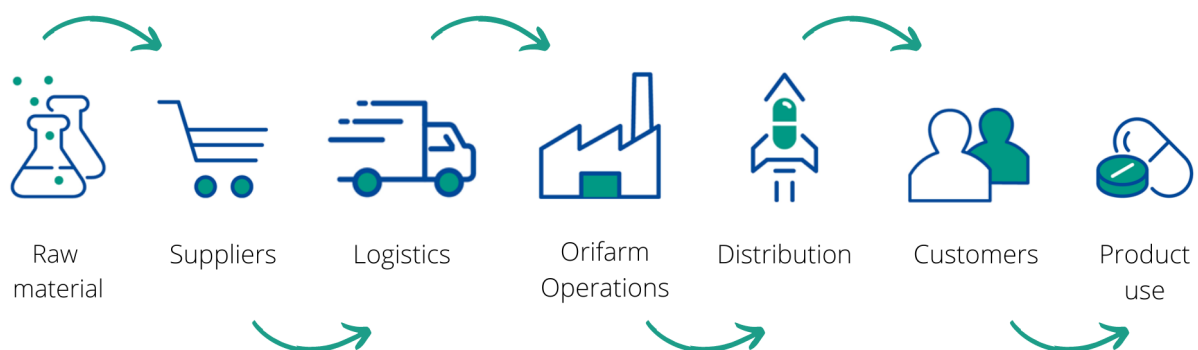 Raw
material
Suppliers
Logistics
Orifarm
Operations
Distribution
Customers
Product
use